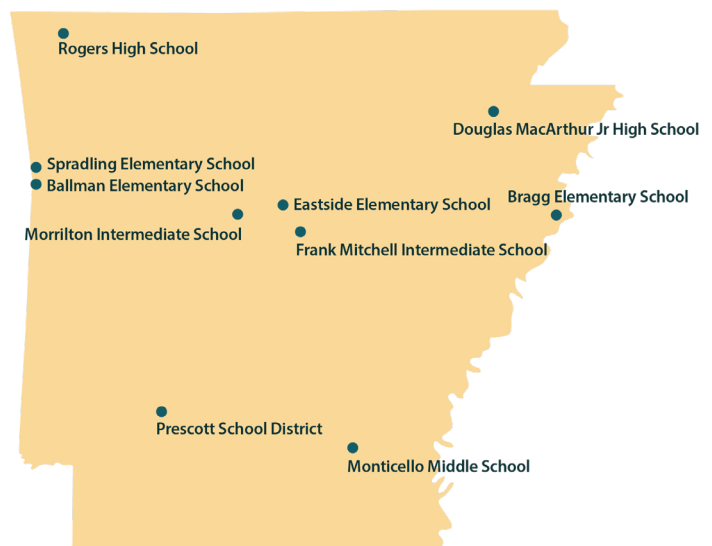 Rogers High School
Douglas MacArthur Jr High School
Spradling Elementary School
Ballman Elementary School
Bragg Elementary School
Eastside Elementary School
Morrilton Intermediate School
Frank Mitchell Intermediate School
Prescott School District
Monticello Middle School